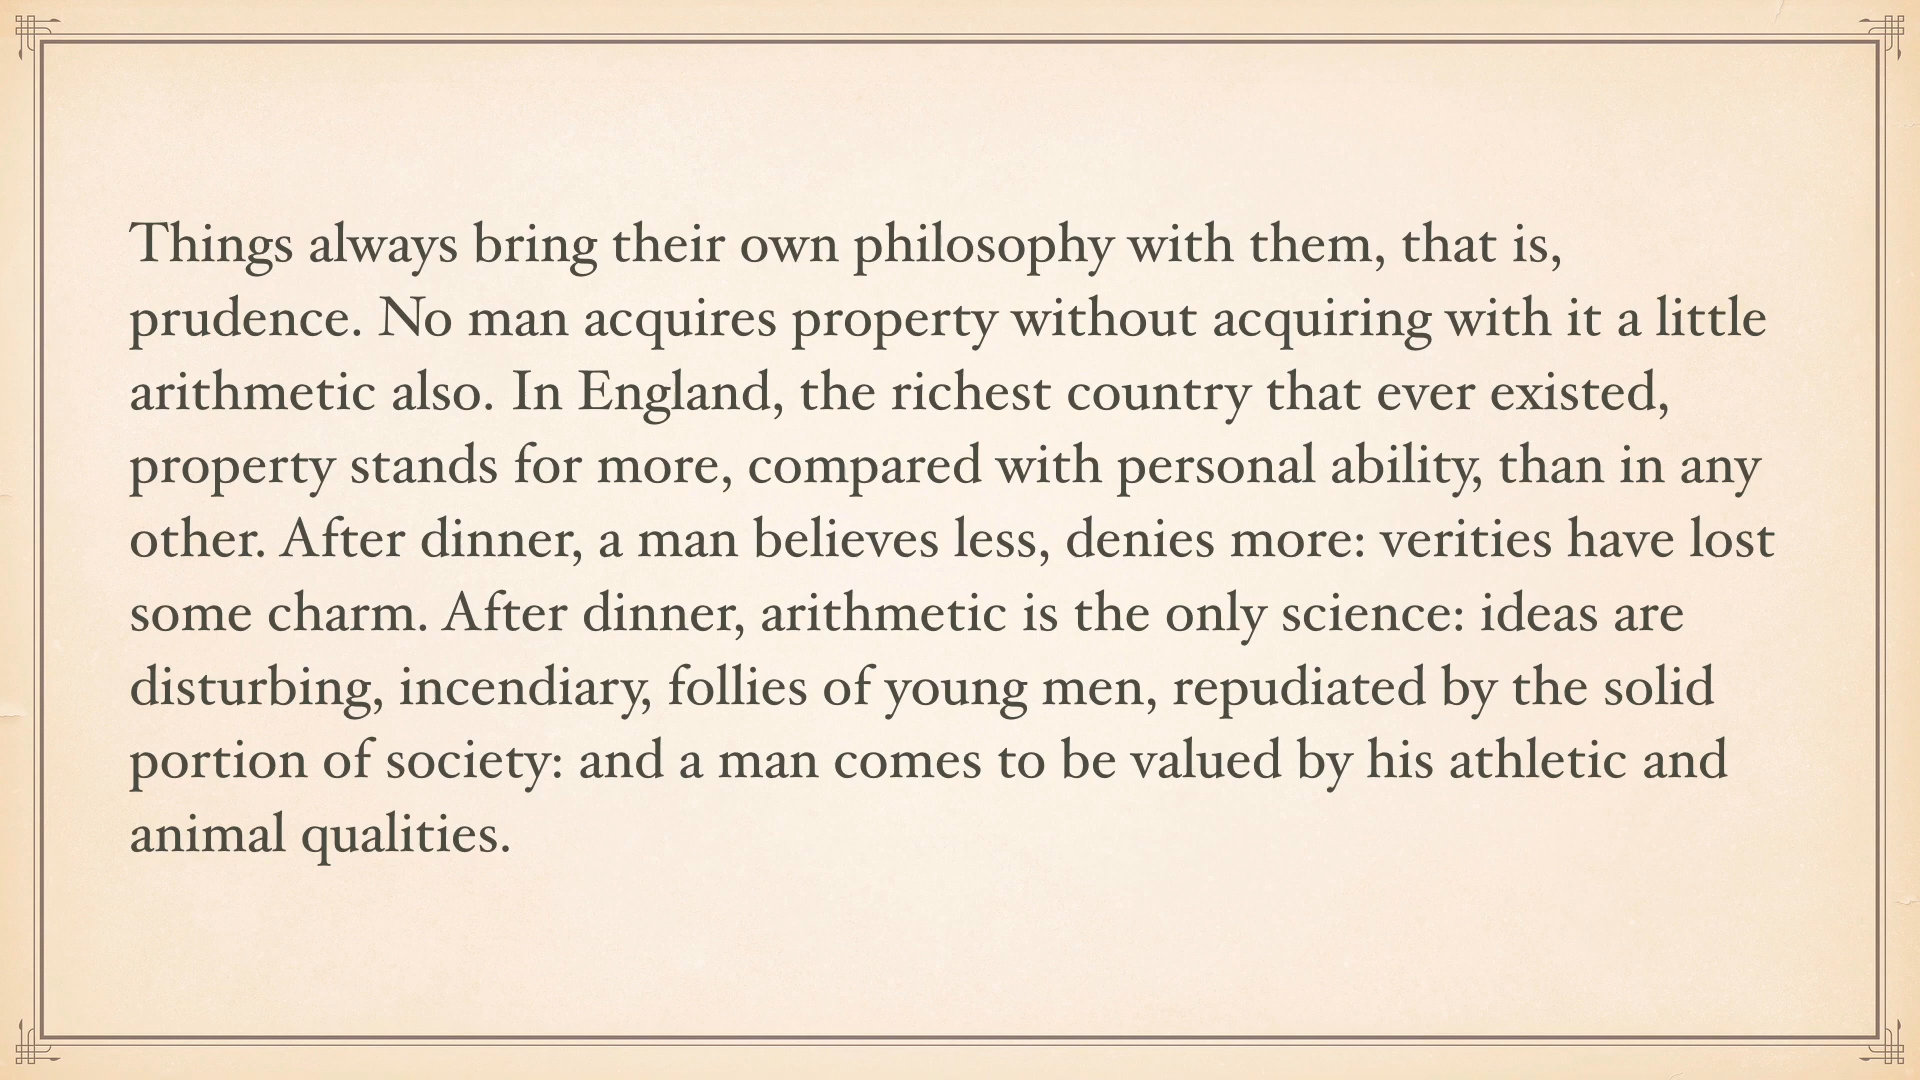 Things always bring their own philosophy with them, that is,
prudence. No man acquires property without acquiring with it a little
arithmetic also. In England, the richest country that ever existed,
property stands for more, compared with personal ability, than in any
other. After dinner, a man believes less, denies more: verities have lost
some charm. After dinner, arithmetic is the only science: ideas are
disturbing, incendiary, follies of young men, repudiated by the solid
portion of society: and a man comes to be valued by his athletic and
animal qualities.